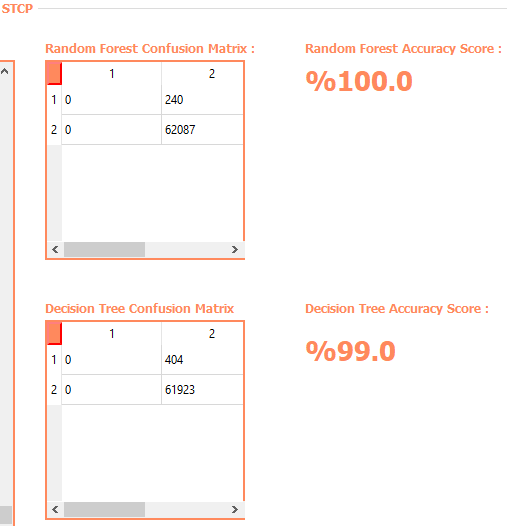 STCP
Random Forest Confusion Matrix :
Random Forest Accuracy Score :
%100.0
1 2
1 0 240
2 0 62087
Decision Tree Confusion Matrix
Decision Tree Accuracy Score :
%99.0
1 2
1 0 404
2 0 61923